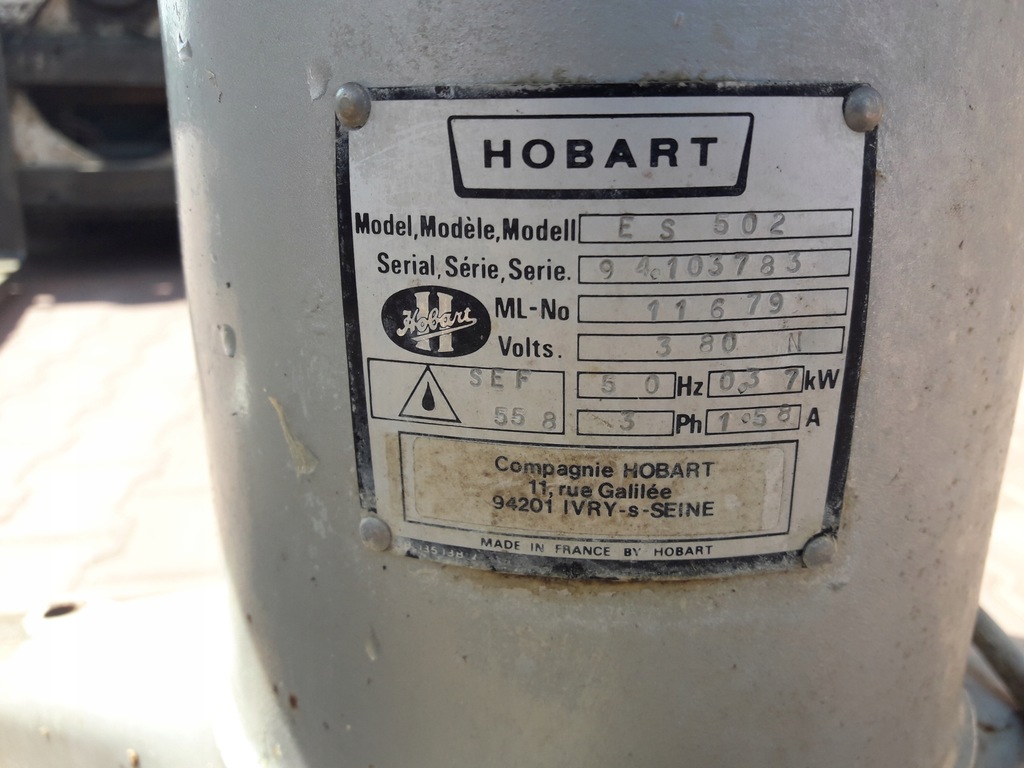 HOBART
Model, Modèle, Modell ES 502
Serial, Série, Serie. 94.103783
Hobart
ML-No 11679
Volts. 380 N
SEF 50 Hz 0.37 kW
558 3 Ph 1.58 A
Compagnie HOBART
11, rue Galilée
94201 IVRY-s-SEINE
MADE IN FRANCE BY HOBART